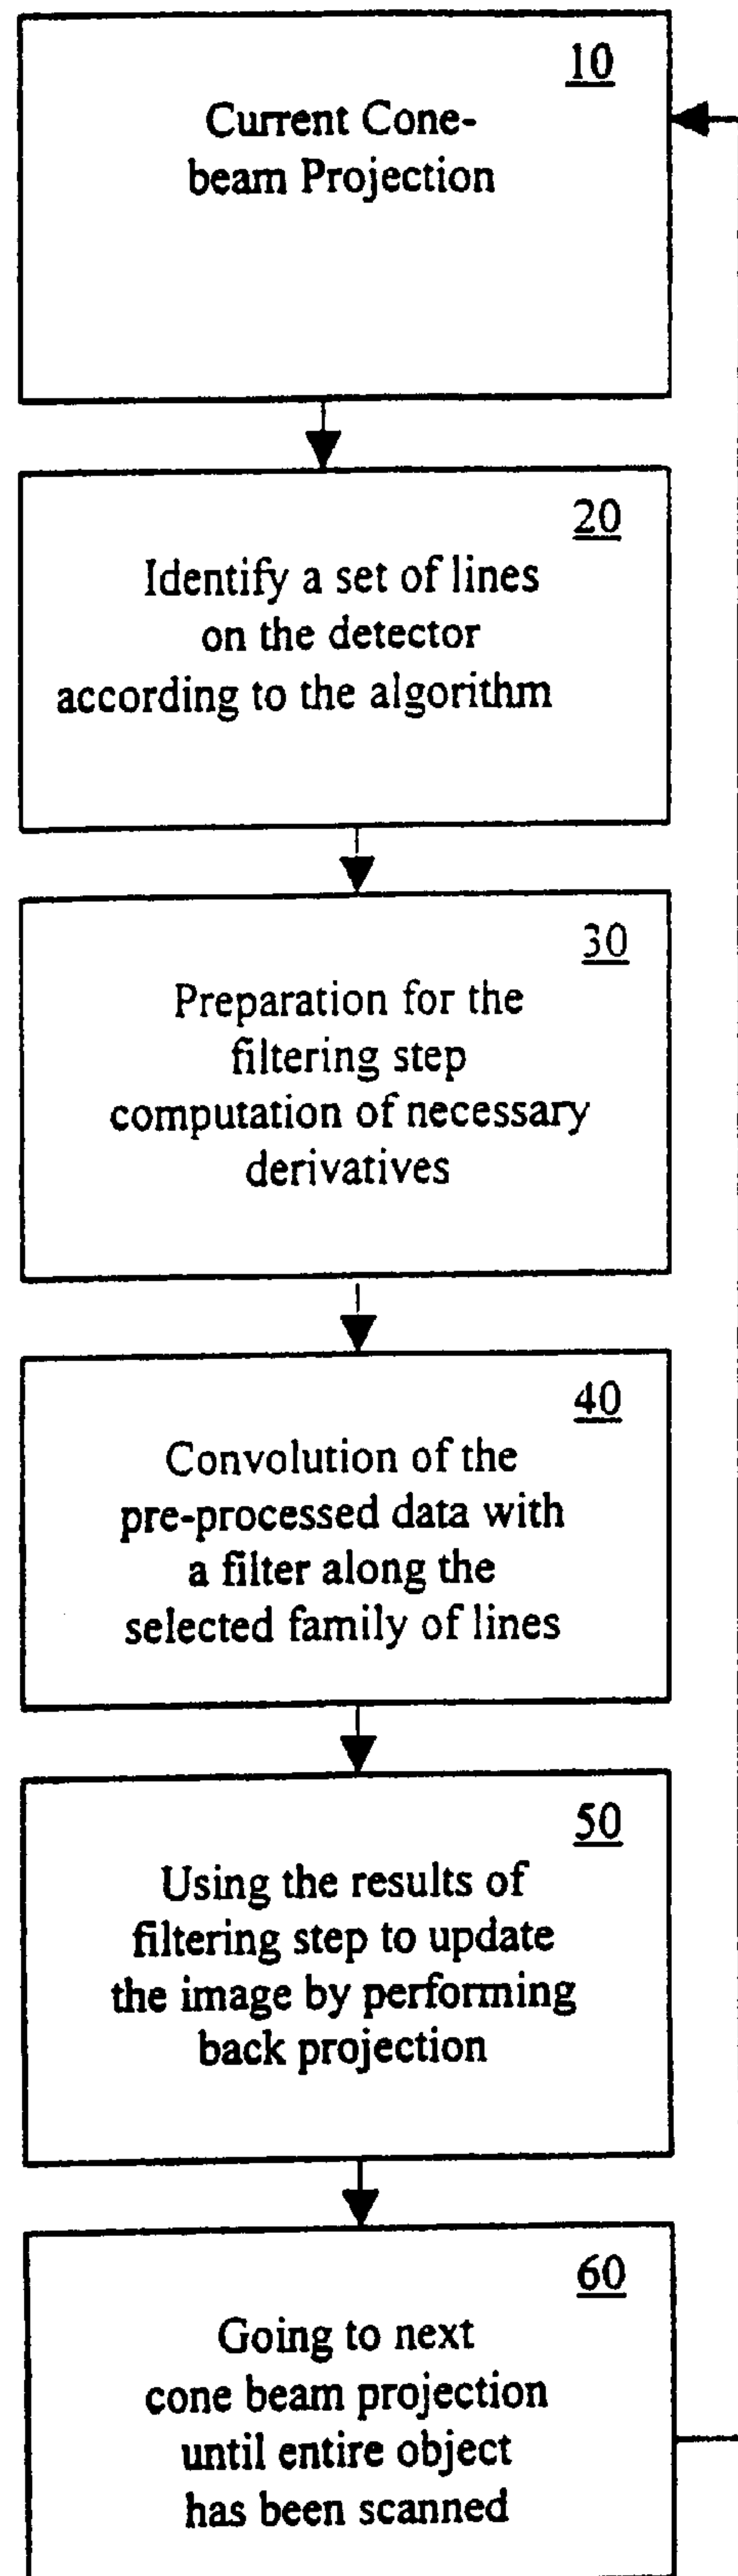 10
Current Cone-
beam Projection
20
Identify a set of lines
on the detector
according to the algorithm
30
Preparation for the
filtering step
computation of necessary
derivatives
40
Convolution of the
pre-processed data with
a filter along the
selected family of lines
50
Using the results of
filtering step to update
the image by performing
back projection
60
Going to next
cone beam projection
until entire object
has been scanned